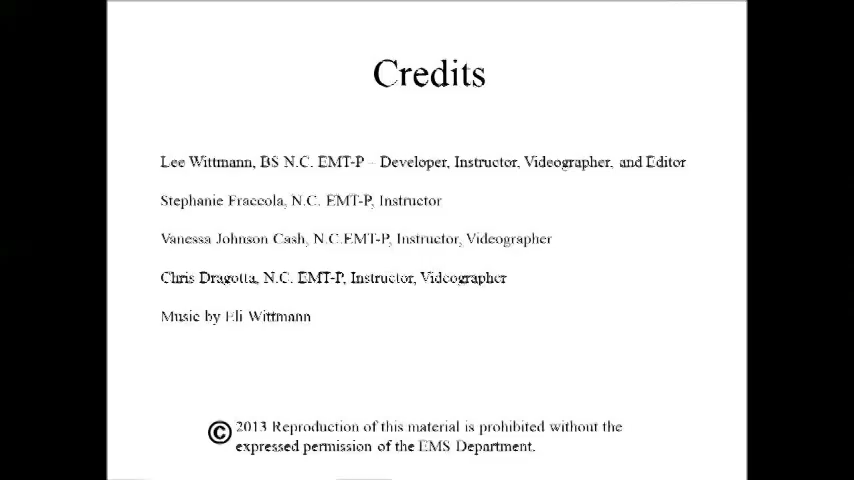 Credits
Lee Wittmann, BS N.C. EMT-P – Developer, Instructor, Videographer, and Editor
Stephanie Fraccola, N.C. EMT-P, Instructor
Vanessa Johnson Cash, N.C.EMT-P, Instructor, Videographer
Chris Dragotta, N.C. EMT-P, Instructor, Videographer
Music by Eli Wittmann
© 2013 Reproduction of this material is prohibited without the
expressed permission of the EMS Department.